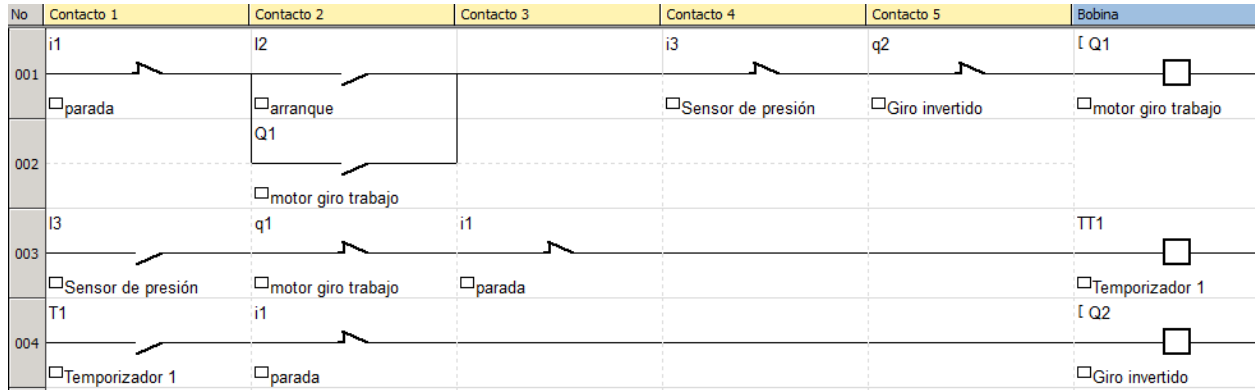 No Contacto 1 Contacto 2 Contacto 3 Contacto 4 Contacto 5 Bobina
i1 I2 i3 q2 [ Q1
001
parada arranque Sensor de presión Giro invertido motor giro trabajo
Q1
002
motor giro trabajo
I3 q1 i1 TT1
003
Sensor de presión motor giro trabajo parada Temporizador 1
T1 i1 [ Q2
004
Temporizador 1 parada Giro invertido